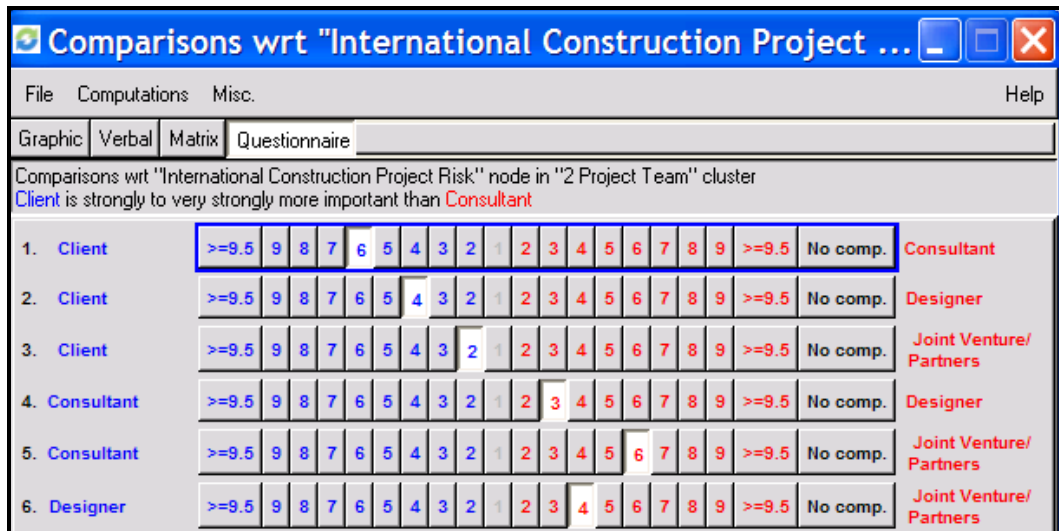 Comparisons wrt "International Construction Project ...
File Computations Misc. Help
Graphic Verbal Matrix Questionnaire
Comparisons wrt "International Construction Project Risk" node in "2 Project Team" cluster
Client is strongly to very strongly more important than Consultant
1. Client >=9.5 9 8 7 6 5 4 3 2 1 2 3 4 5 6 7 8 9 >=9.5 No comp. Consultant
2. Client >=9.5 9 8 7 6 5 4 3 2 1 2 3 4 5 6 7 8 9 >=9.5 No comp. Designer
3. Client >=9.5 9 8 7 6 5 4 3 2 1 2 3 4 5 6 7 8 9 >=9.5 No comp. Joint Venture/
Partners
4. Consultant >=9.5 9 8 7 6 5 4 3 2 1 2 3 4 5 6 7 8 9 >=9.5 No comp. Designer
5. Consultant >=9.5 9 8 7 6 5 4 3 2 1 2 3 4 5 6 7 8 9 >=9.5 No comp. Joint Venture/
Partners
6. Designer >=9.5 9 8 7 6 5 4 3 2 1 2 3 4 5 6 7 8 9 >=9.5 No comp. Joint Venture/
Partners